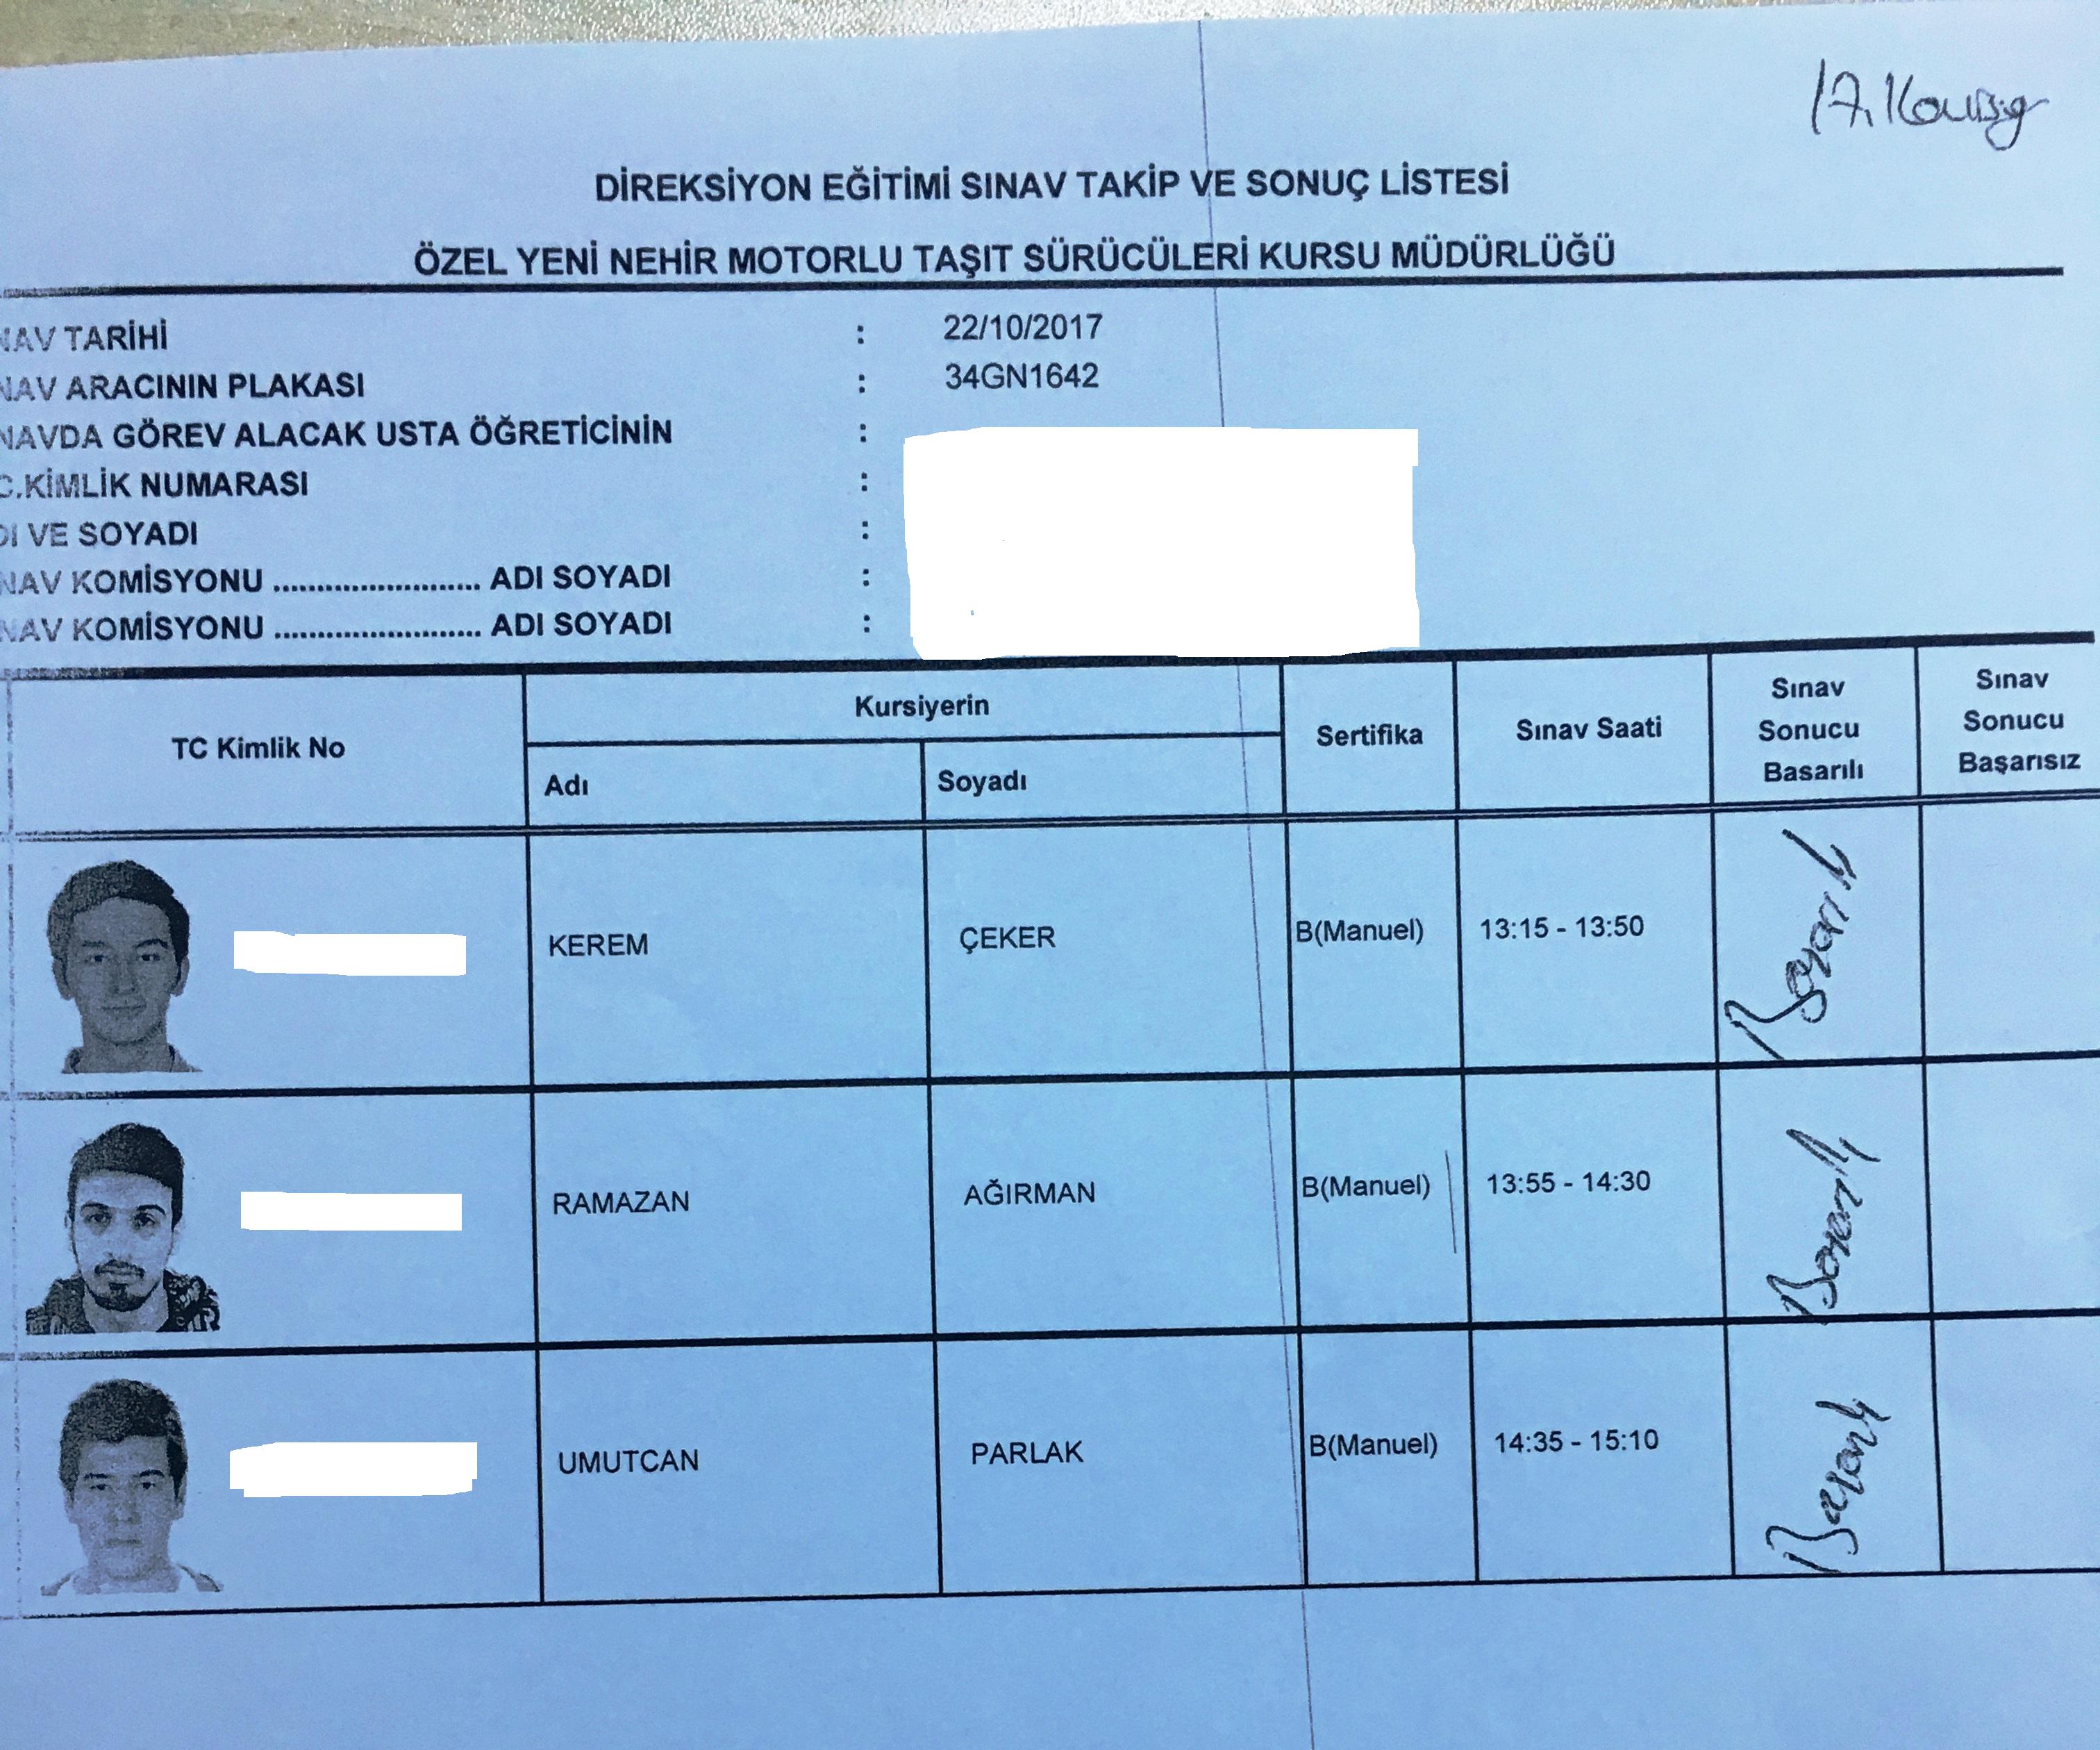 DİREKSİYON EĞİTİMİ SINAV TAKİP VE SONUÇ LİSTESİ
ÖZEL YENİ NEHİR MOTORLU TAŞIT SÜRÜCÜLERİ KURSU MÜDÜRLÜĞÜ
NAV TARİHİ : 22/10/2017
NAV ARACININ PLAKASI : 34GN1642
NAVDA GÖREV ALACAK USTA ÖĞRETİCİNİN :
C.KİMLİK NUMARASI :
DI VE SOYADI :
NAV KOMİSYONU ........................ ADI SOYADI :
NAV KOMİSYONU ........................ ADI SOYADI :
TC Kimlik No Kursiyerin Adı Soyadı Sertifika Sınav Saati Sınav Sonucu Basarılı Sınav Sonucu Başarısız
KEREM ÇEKER B(Manuel) 13:15 - 13:50 Başarılı
RAMAZAN AĞIRMAN B(Manuel) 13:55 - 14:30 Başarılı
UMUTCAN PARLAK B(Manuel) 14:35 - 15:10 Başarılı